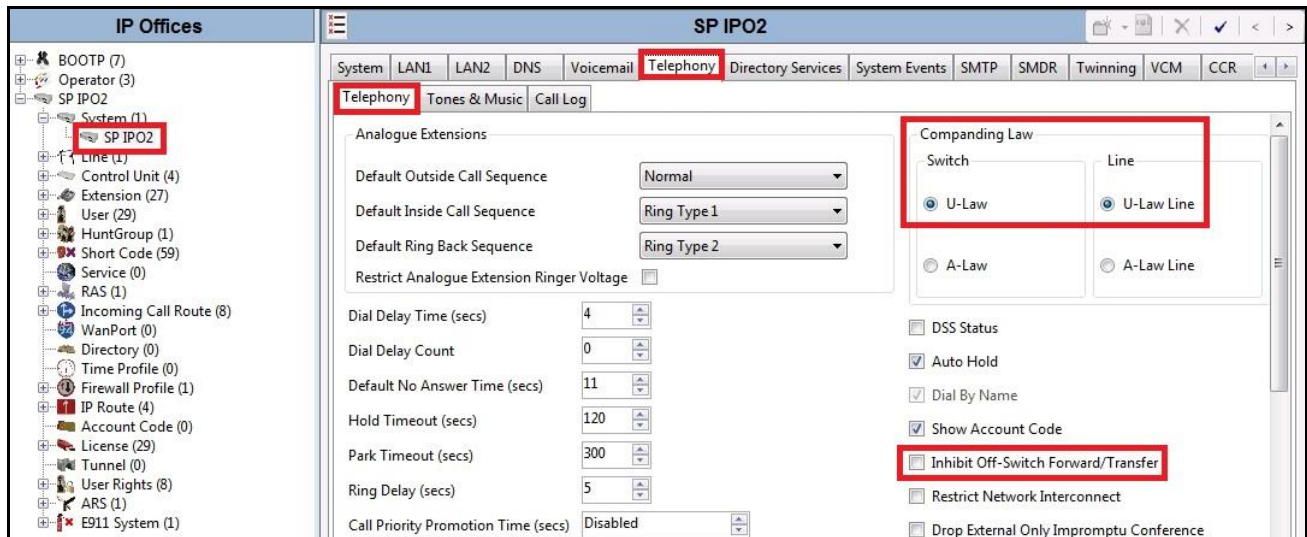 IP Offices
BOOTP (7)
Operator (3)
SP IPO2
System (1)
SP IPO2
Line (1)
Control Unit (4)
Extension (27)
User (29)
HuntGroup (1)
Short Code (59)
Service (0)
RAS (1)
Incoming Call Route (8)
WanPort (0)
Directory (0)
Time Profile (0)
Firewall Profile (1)
IP Route (4)
Account Code (0)
License (29)
Tunnel (0)
User Rights (8)
ARS (1)
E911 System (1)
SP IPO2
System LAN1 LAN2 DNS Voicemail Telephony Directory Services System Events SMTP SMDR Twinning VCM CCR
Telephony Tones & Music Call Log
Analogue Extensions
Default Outside Call Sequence Normal
Default Inside Call Sequence Ring Type 1
Default Ring Back Sequence Ring Type 2
Restrict Analogue Extension Ringer Voltage
Dial Delay Time (secs) 4
Dial Delay Count 0
Default No Answer Time (secs) 11
Hold Timeout (secs) 120
Park Timeout (secs) 300
Ring Delay (secs) 5
Call Priority Promotion Time (secs) Disabled
Companding Law
Switch Line
U-Law U-Law Line
A-Law A-Law Line
DSS Status
Auto Hold
Dial By Name
Show Account Code
Inhibit Off-Switch Forward/Transfer
Restrict Network Interconnect
Drop External Only Impromptu Conference